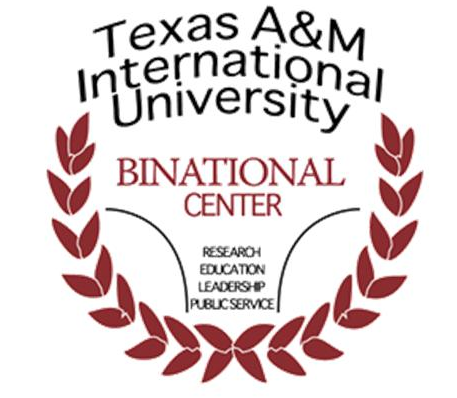 Texas A&M
International
University
BINATIONAL
CENTER
RESEARCH
EDUCATION
LEADERSHIP
PUBLIC SERVICE